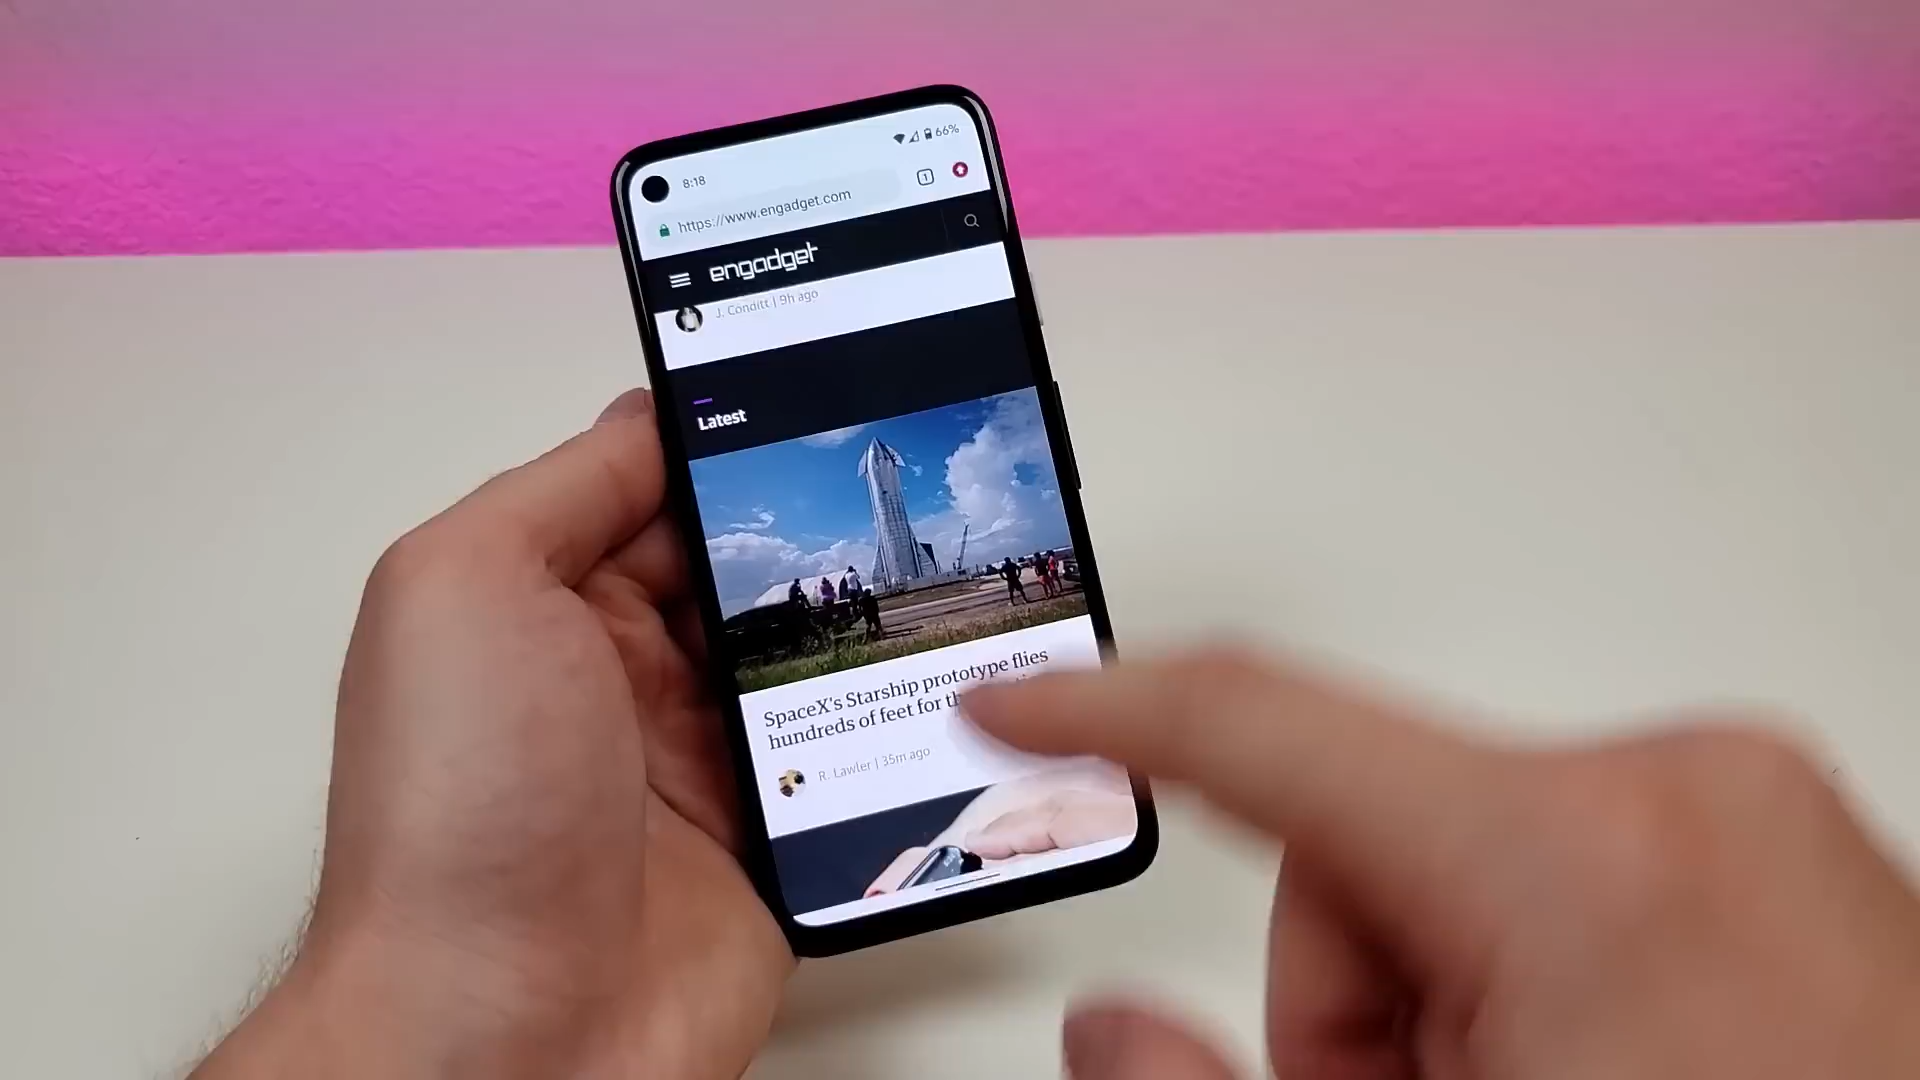 8:18
66%
https://www.engadget.com
1
engadget
J. Conditt | 9h ago
Latest
SpaceX's Starship prototype flies
hundreds of feet for
R. Lawler | 35m ago